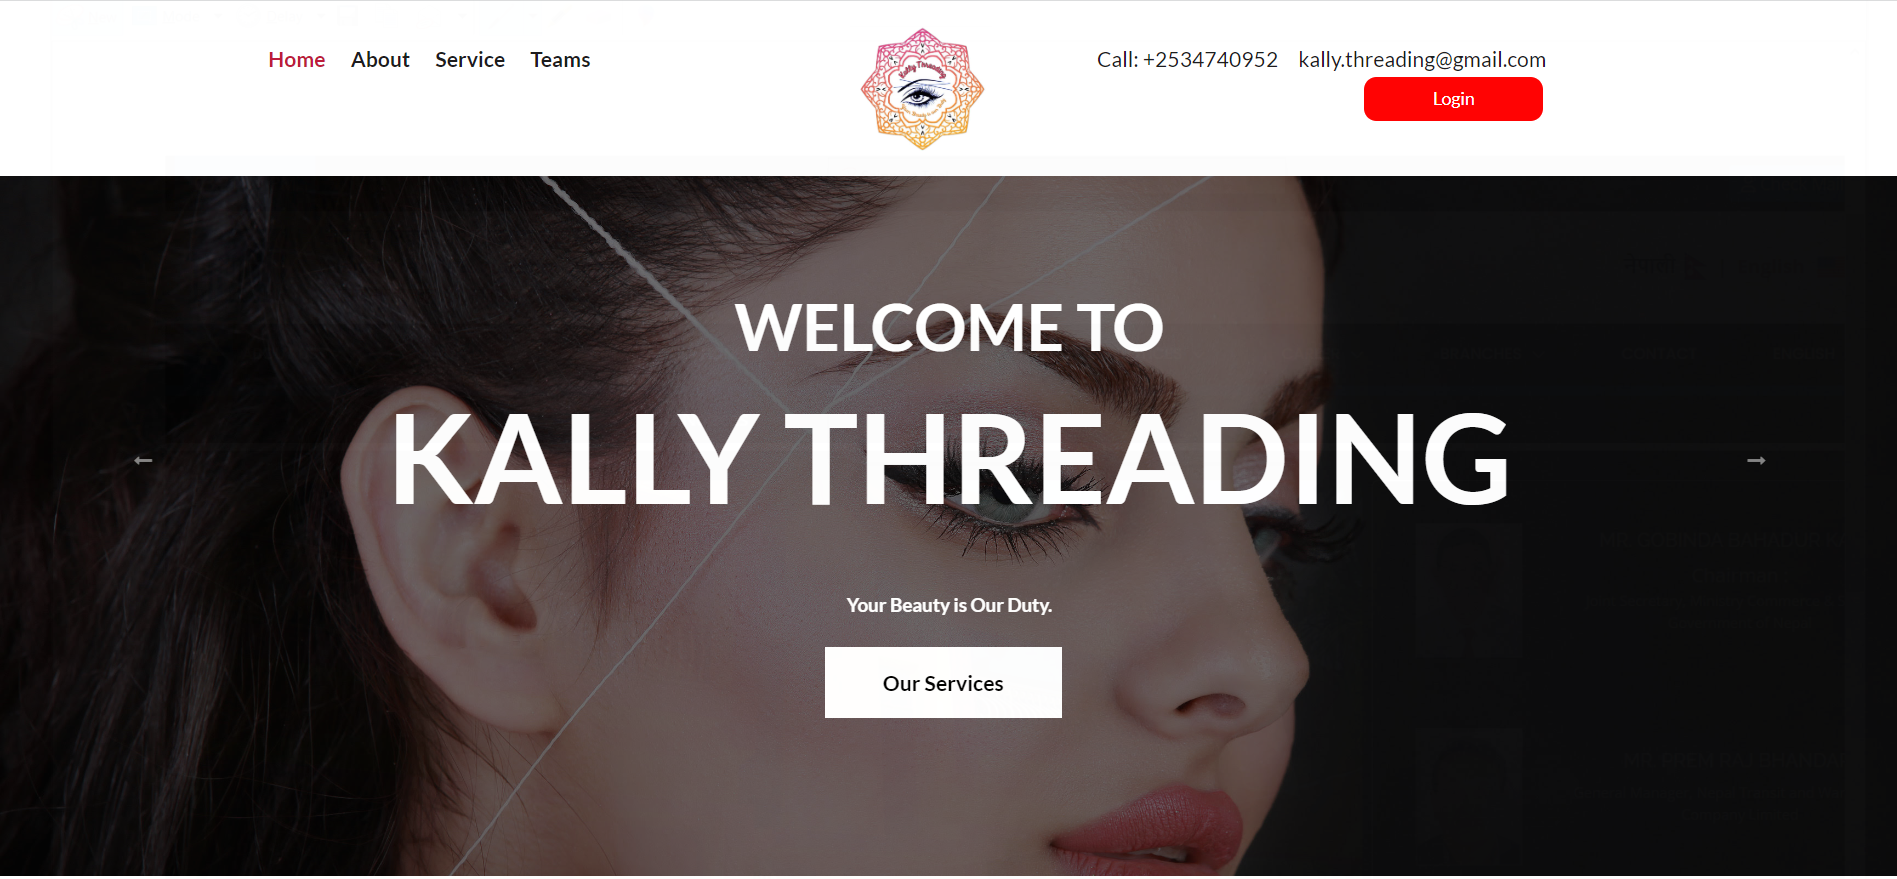 Home About Service Teams
Kally Threading
Call: +2534740952 kally.threading@gmail.com
Login
WELCOME TO
KALLY THREADING
Your Beauty is Our Duty.
Our Services